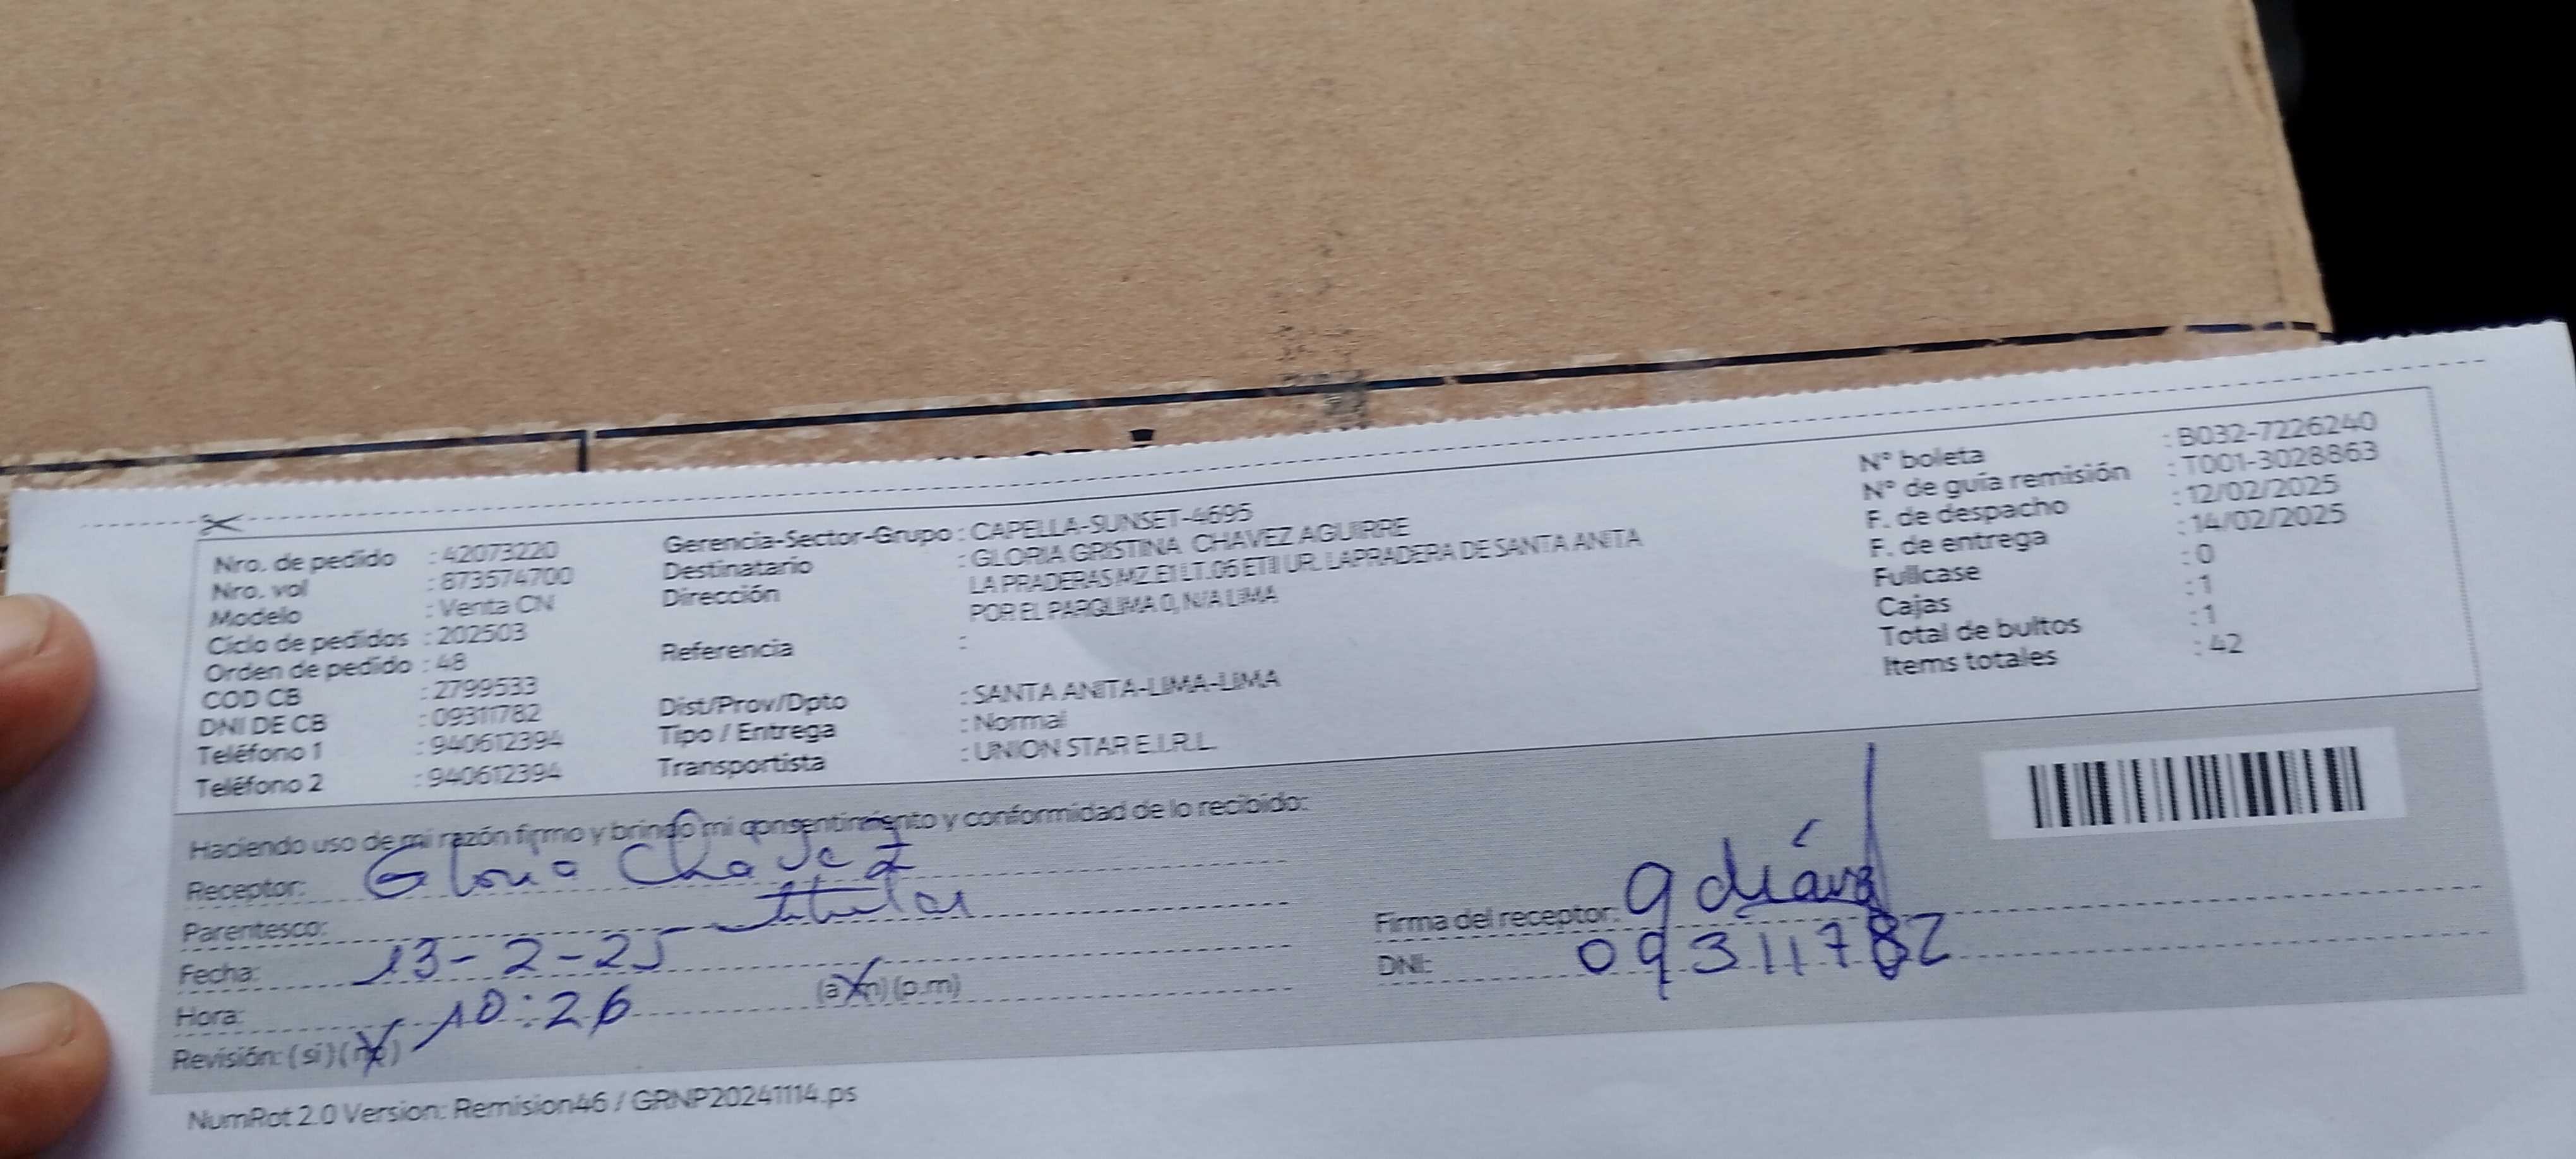 Nro. de pedido : 42073220
Nro. vol : 873574700
Modelo : Venta CN
Ciclo de pedidos : 202503
Orden de pedido : 48
COD CB : 2799533
DNI DE CB : 09311782
Teléfono 1 : 940612394
Teléfono 2 : 940612394
Gerencia-Sector-Grupo : CAPELLA-SUNSET-4695
Destinatario : GLORIA GRISTINA CHAVEZ AGUIRRE
Dirección LA PRADERAS MZ.E1 LT.06 ETII UR. LAPRADERA DE SANTA ANITA
POR EL PARQLIMA 0, N/A LIMA
Referencia :
Dist/Prov/Dpto : SANTA ANITA-LIMA-LIMA
Tipo / Entrega : Normal
Transportista : UNION STAR E.I.R.L.
N° boleta : B032-7226240
N° de guía remisión : T001-3028863
F. de despacho : 12/02/2025
F. de entrega : 14/02/2025
Fullcase : 0
Cajas : 1
Total de bultos : 1
Items totales : 42
Haciendo uso de mi razón firmo y brindo mi consentimiento y conformidad de lo recibido:
Receptor: Gloria Chavez
Parentesco: titular
Fecha: 13-2-25
Hora: 10:26 (a.m) (p.m)
Revisión: (si) (no)
Firma del receptor:
DNI: 09311782
NumRot 2.0 Version: Remision46 / GRNP20241114.ps